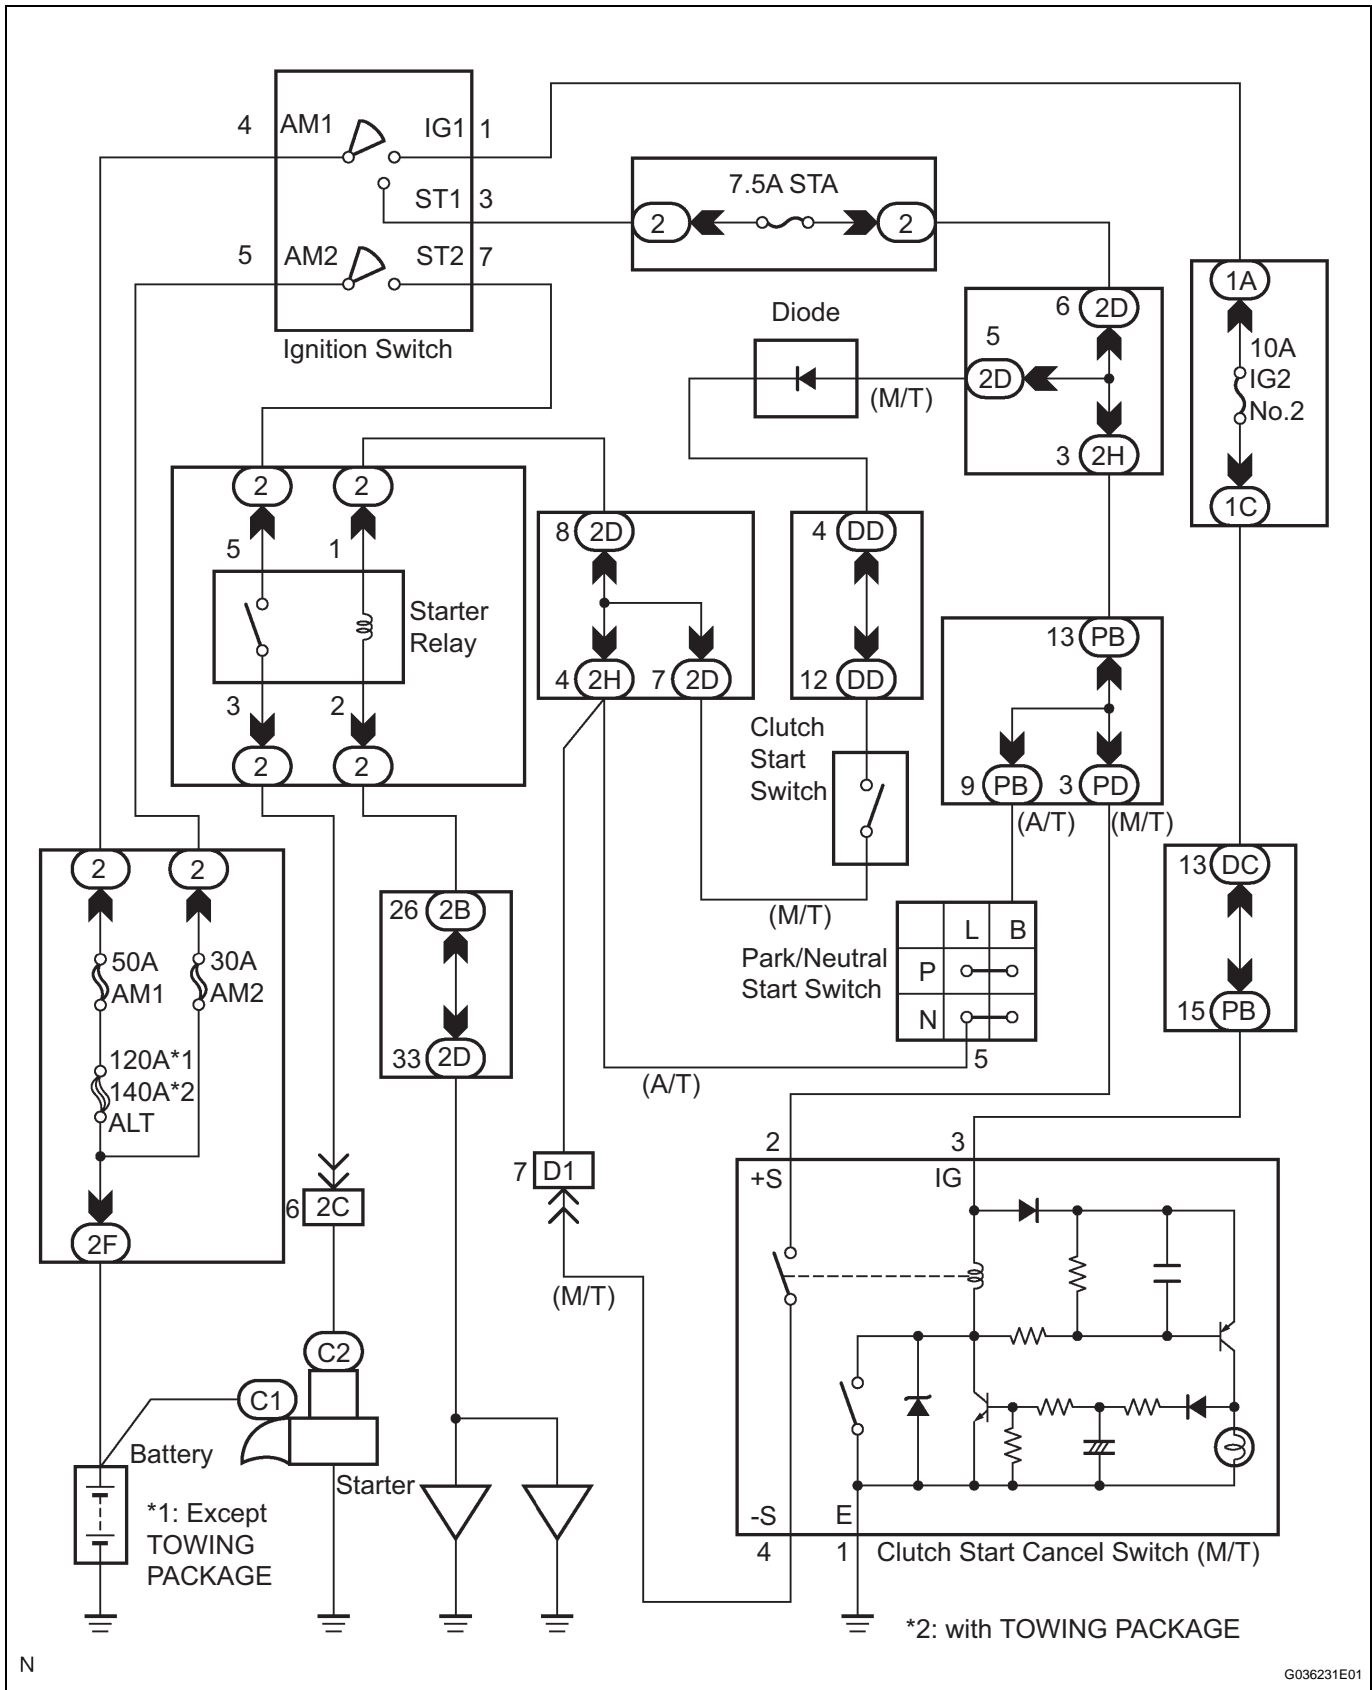 4 AM1 IG1 1
ST1 3
5 AM2 ST2 7
Ignition Switch
7.5A STA
2 2
Diode
(M/T)
6 2D
5
2D
3 2H
1A
10A
IG2
No.2
1C
2 2
5 1
Starter
Relay
3 2
2 2
8 2D
4 2H 7 2D
4 DD
12 DD
Clutch
Start
Switch
(M/T)
13 PB
9 PB 3 PD
(A/T) (M/T)
L B
P
N
Park/Neutral
Start Switch
5
(A/T)
13 DC
15 PB
2 2
50A
AM1
30A
AM2
120A*1
140A*2
ALT
2F
26 2B
33 2D
6 2C
7 D1
(M/T)
C2
C1
Battery
Starter
*1: Except
TOWING
PACKAGE
2 3
+S IG
-S E
4 1 Clutch Start Cancel Switch (M/T)
*2: with TOWING PACKAGE
N
G036231E01